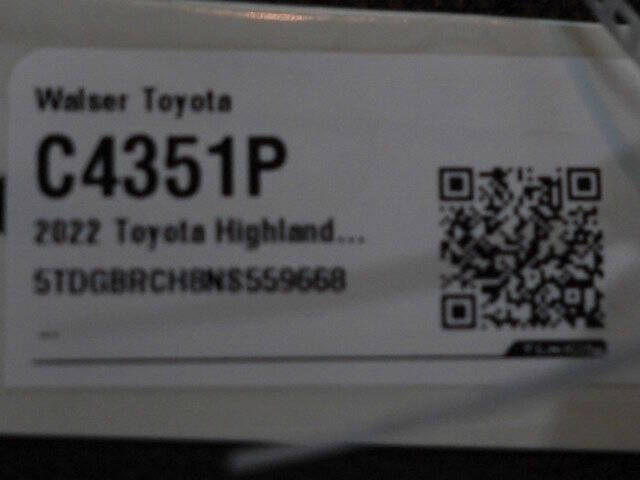 Walser Toyota
C4351P
2022 Toyota Highland...
5TDGBRCH8NS559668
...